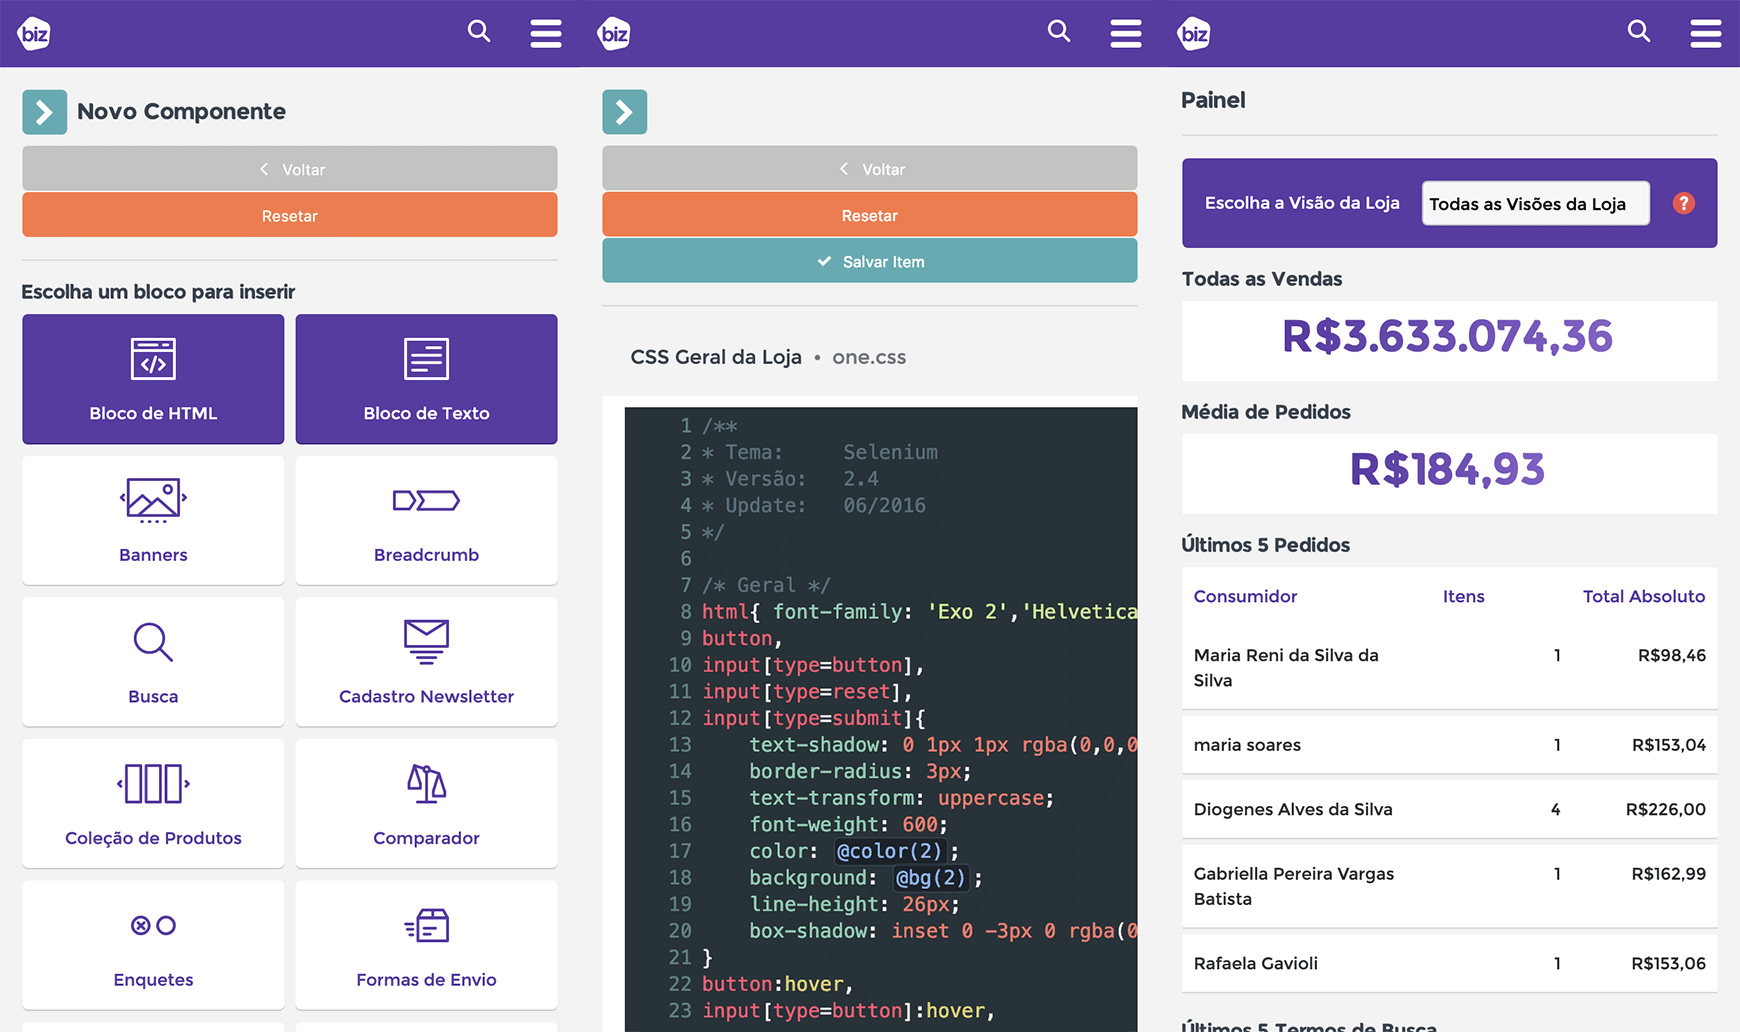 biz
Novo Componente
Voltar
Resetar
Escolha um bloco para inserir
Bloco de HTML
Bloco de Texto
Banners
Breadcrumb
Busca
Cadastro Newsletter
Coleção de Produtos
Comparador
Enquetes
Formas de Envio
biz
Voltar
Resetar
Salvar Item
CSS Geral da Loja • one.css
1 /**
2 * Tema: Selenium
3 * Versão: 2.4
4 * Update: 06/2016
5 */
6
7 /* Geral */
8 html{ font-family: 'Exo 2','Helvetica
9 button,
10 input[type=button],
11 input[type=reset],
12 input[type=submit]{
13 text-shadow: 0 1px 1px rgba(0,0,0
14 border-radius: 3px;
15 text-transform: uppercase;
16 font-weight: 600;
17 color: @color(2);
18 background: @bg(2);
19 line-height: 26px;
20 box-shadow: inset 0 -3px 0 rgba(0
21 }
22 button:hover,
23 input[type=button]:hover,
biz
Painel
Escolha a Visão da Loja Todas as Visões da Loja ?
Todas as Vendas
R$3.633.074,36
Média de Pedidos
R$184,93
Últimos 5 Pedidos
Consumidor Itens Total Absoluto
Maria Reni da Silva da 1 R$98,46
Silva
maria soares 1 R$153,04
Diogenes Alves da Silva 4 R$226,00
Gabriella Pereira Vargas 1 R$162,99
Batista
Rafaela Gavioli 1 R$153,06
Últimos 5 Termos de Busca